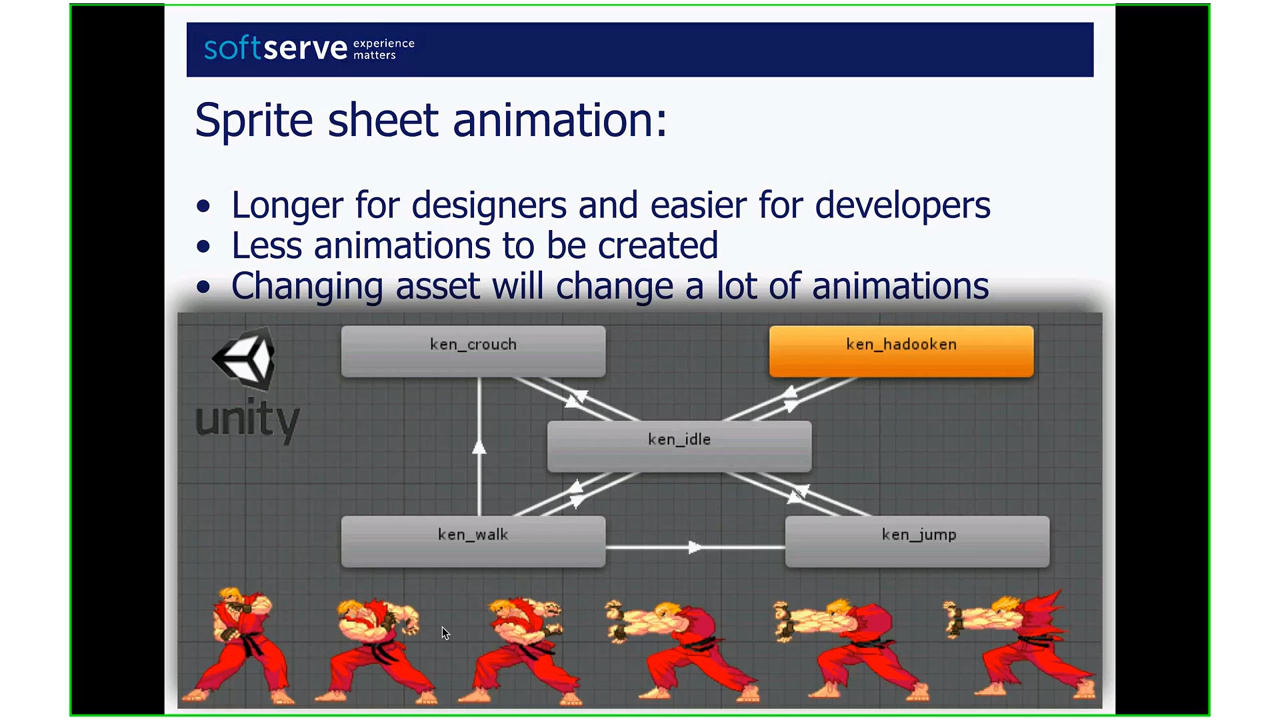 softserve experience matters
Sprite sheet animation:
• Longer for designers and easier for developers
• Less animations to be created
• Changing asset will change a lot of animations
unity
ken_crouch
ken_hadooken
ken_idle
ken_walk
ken_jump